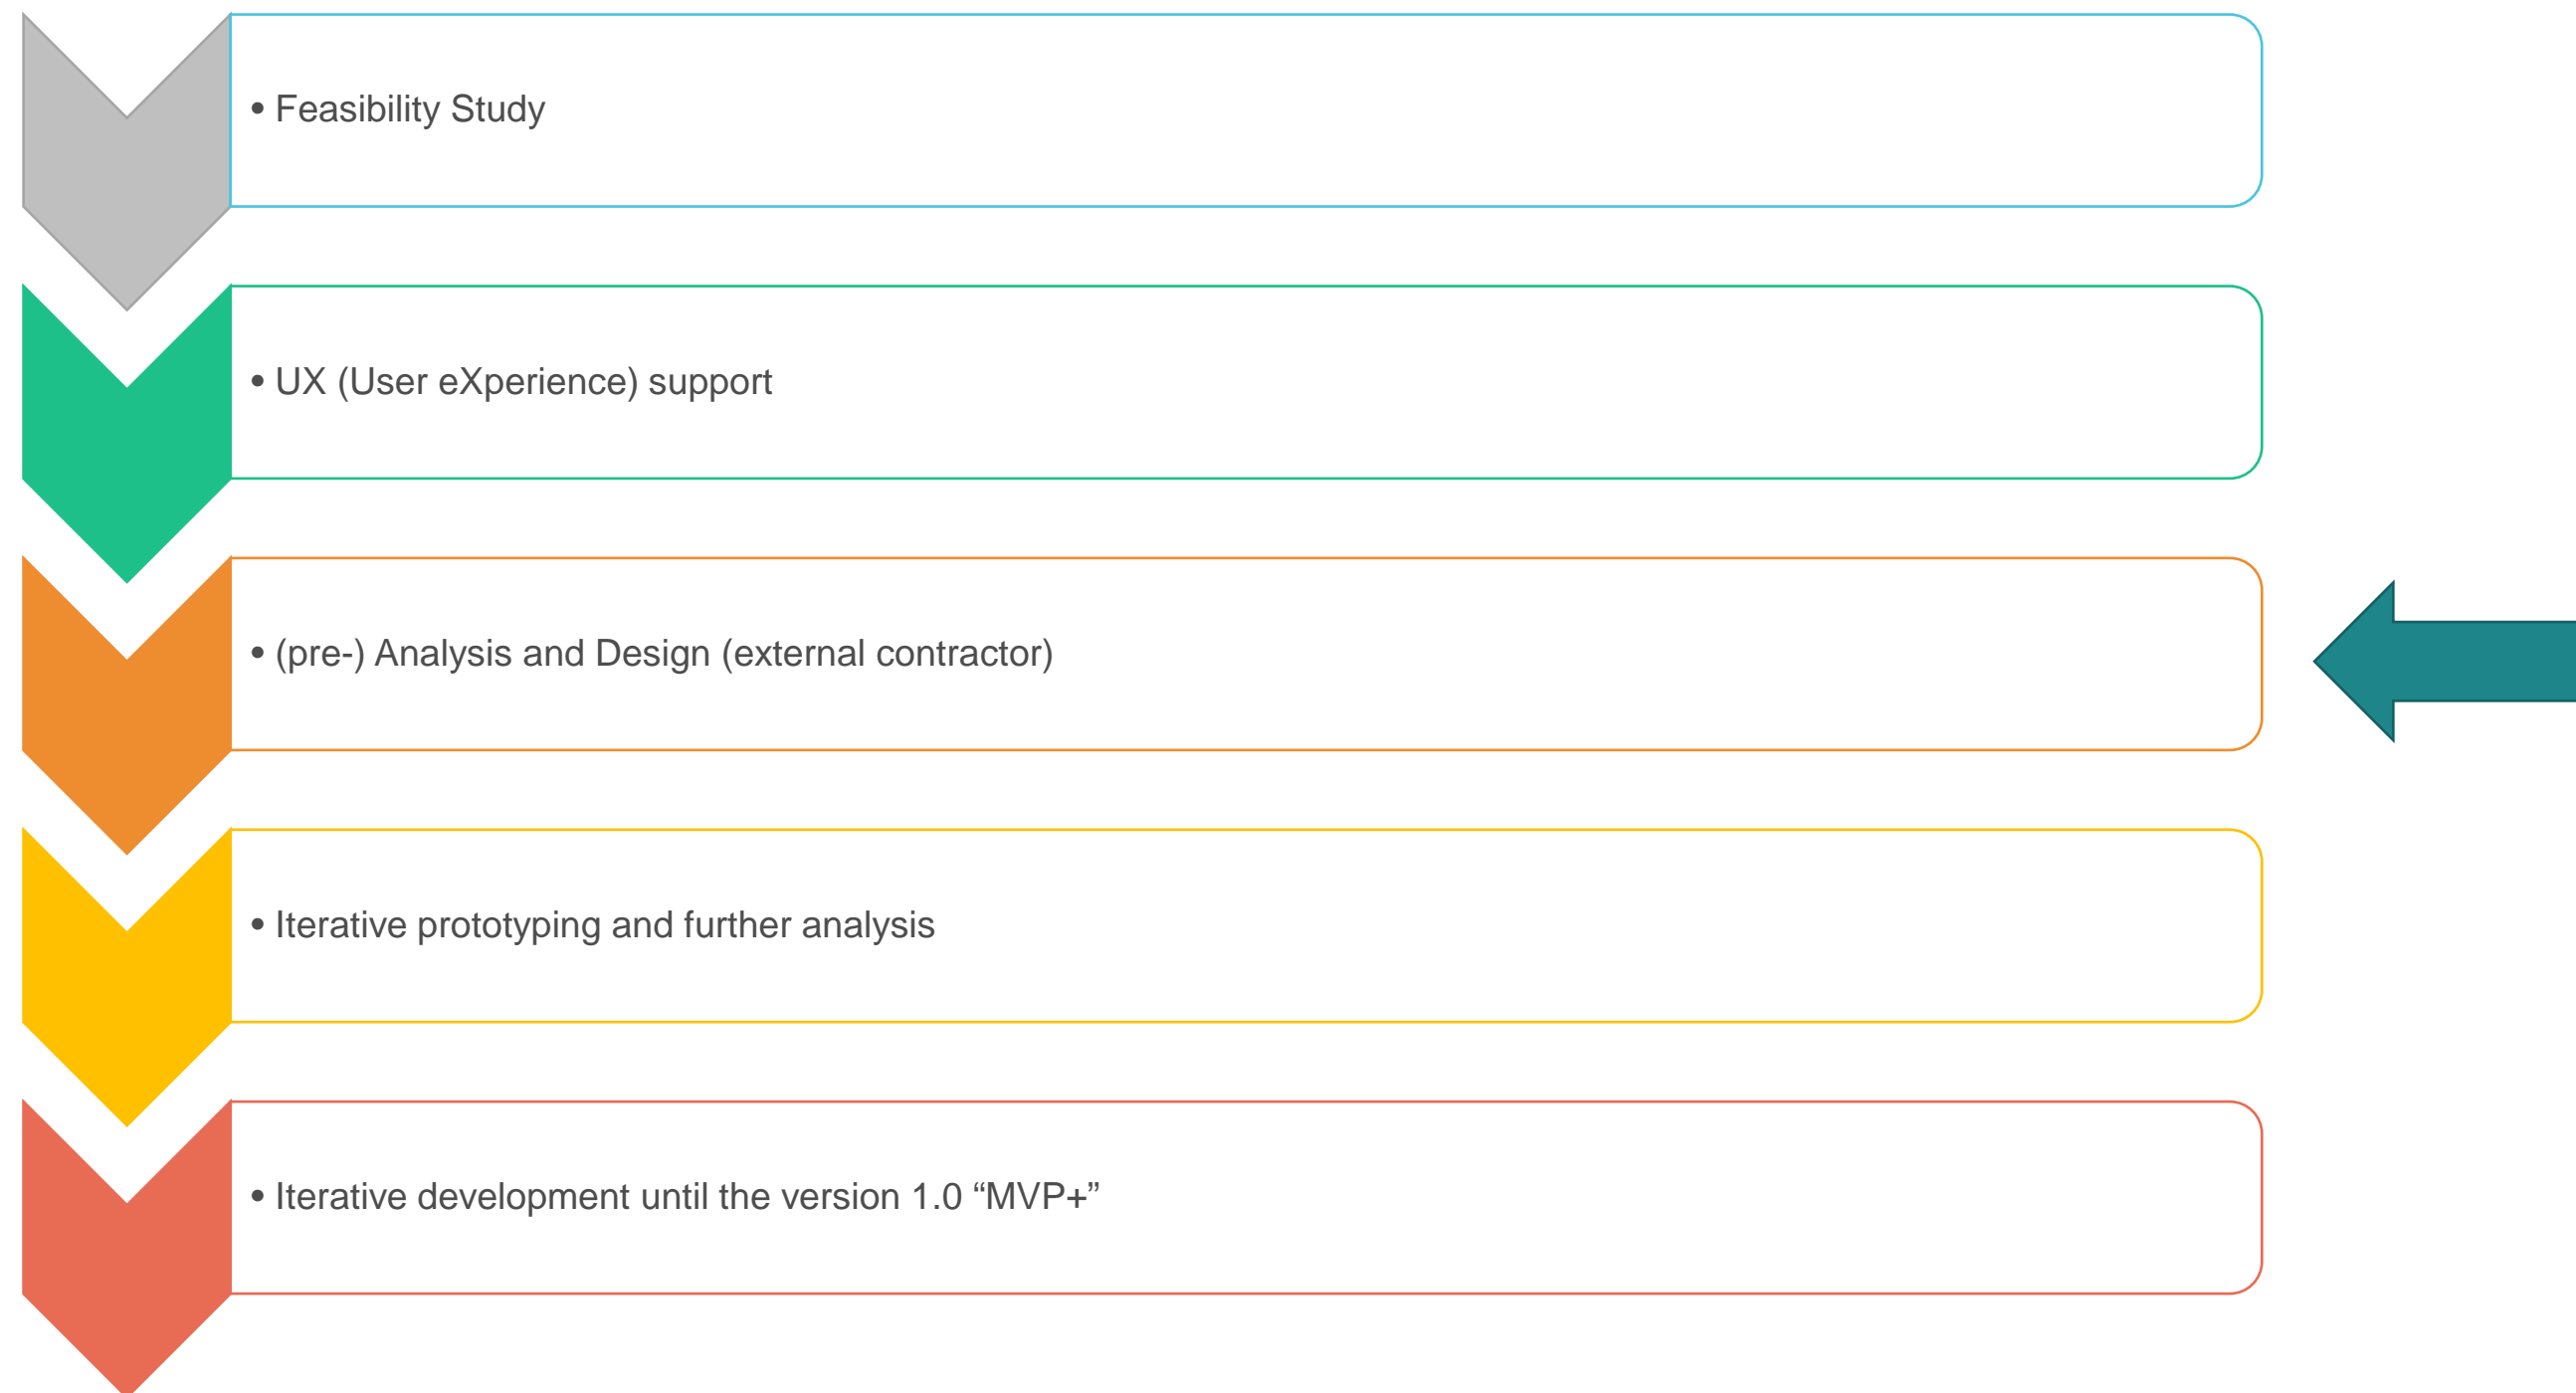 • Feasibility Study
• UX (User eXperience) support
• (pre-) Analysis and Design (external contractor)
• Iterative prototyping and further analysis
• Iterative development until the version 1.0 “MVP+”